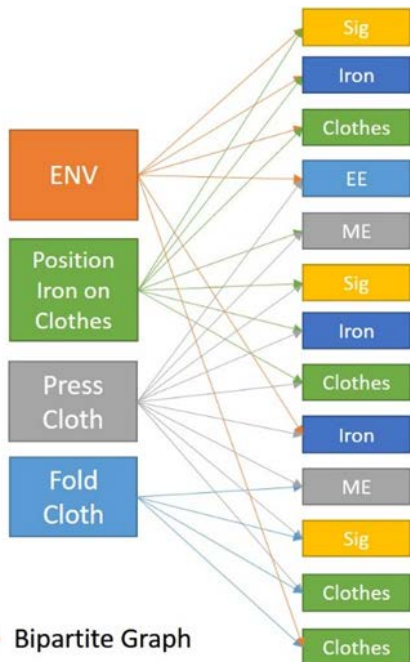 ENV
Position
Iron on
Clothes
Press
Cloth
Fold
Cloth
Sig
Iron
Clothes
EE
ME
Sig
Iron
Clothes
Iron
ME
Sig
Clothes
Clothes
Bipartite Graph